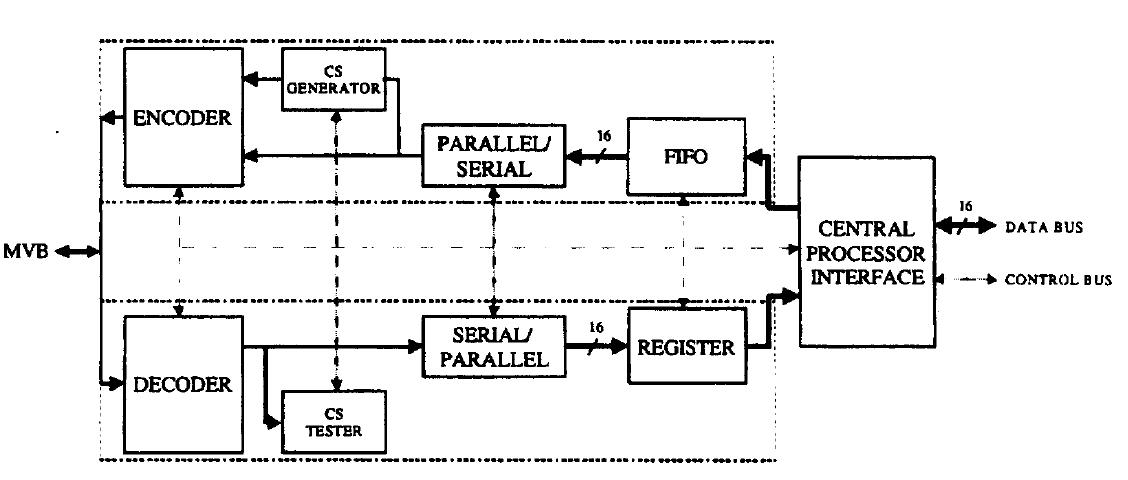 CS
GENERATOR
ENCODER
PARALLEL/
SERIAL
16
FIFO
CENTRAL
PROCESSOR
INTERFACE
16
DATA BUS
MVB
CONTROL BUS
SERIAL/
PARALLEL
16
REGISTER
DECODER
CS
TESTER